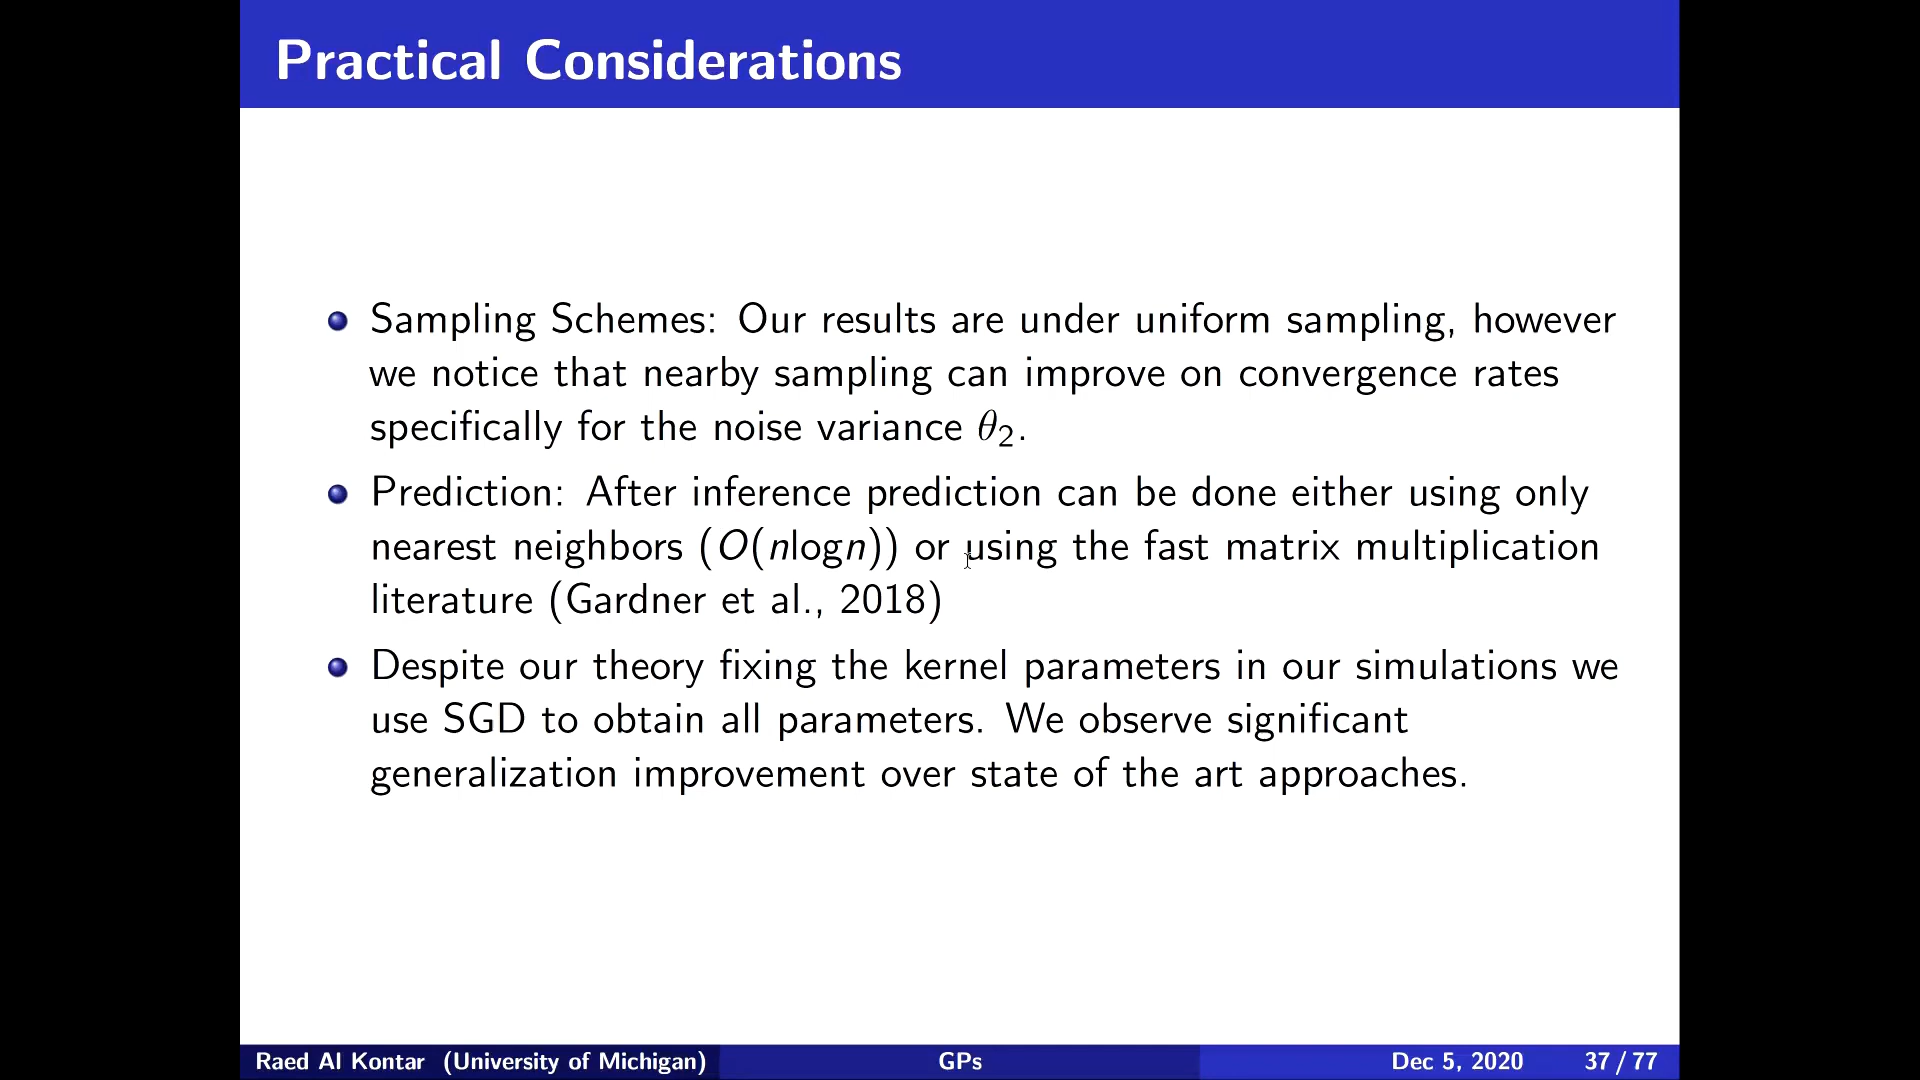 Practical Considerations
Sampling Schemes: Our results are under uniform sampling, however
we notice that nearby sampling can improve on convergence rates
specifically for the noise variance θ₂.
Prediction: After inference prediction can be done either using only
nearest neighbors (O(nlogn)) or using the fast matrix multiplication
literature (Gardner et al., 2018)
Despite our theory fixing the kernel parameters in our simulations we
use SGD to obtain all parameters. We observe significant
generalization improvement over state of the art approaches.
Raed Al Kontar (University of Michigan) GPs Dec 5, 2020 37 / 77